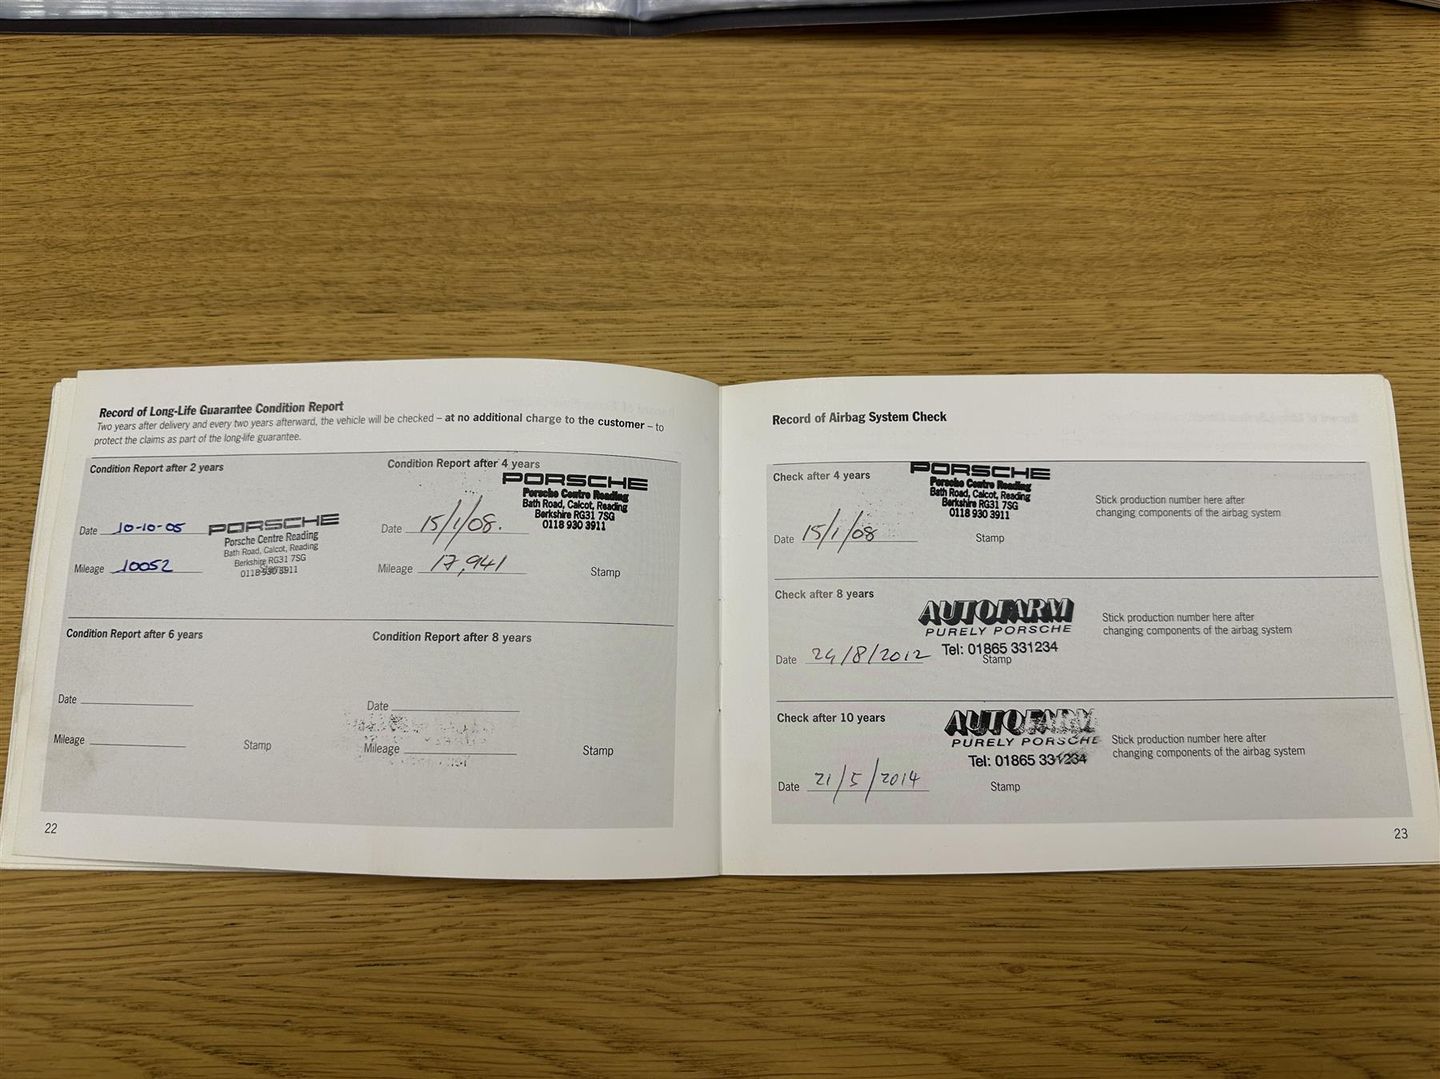 Record of Long-Life Guarantee Condition Report
Two years after delivery and every two years afterward, the vehicle will be checked – at no additional charge to the customer – to
protect the claims as part of the long-life guarantee.
Condition Report after 2 years
Date 10-10-05
Mileage 10052
PORSCHE
Porsche Centre Reading
Bath Road, Calcot, Reading
Berkshire RG31 7SG
0118 930 3911
Stamp
Condition Report after 4 years
PORSCHE
Porsche Centre Reading
Bath Road, Calcot, Reading
Berkshire RG31 7SG
0118 930 3911
Date 15/1/08.
Mileage 17,941
Stamp
Condition Report after 6 years
Date
Mileage
Stamp
Condition Report after 8 years
Date
Mileage
Stamp
22
Record of Airbag System Check
Check after 4 years
PORSCHE
Porsche Centre Reading
Bath Road, Calcot, Reading
Berkshire RG31 7SG
0118 930 3911
Date 15/1/08
Stamp
Stick production number here after
changing components of the airbag system
Check after 8 years
AUTOFARM
PURELY PORSCHE
Tel: 01865 331234
Date 24/8/2012
Stamp
Stick production number here after
changing components of the airbag system
Check after 10 years
AUTOFARM
PURELY PORSCHE
Tel: 01865 331234
Date 21/5/2014
Stamp
Stick production number here after
changing components of the airbag system
23